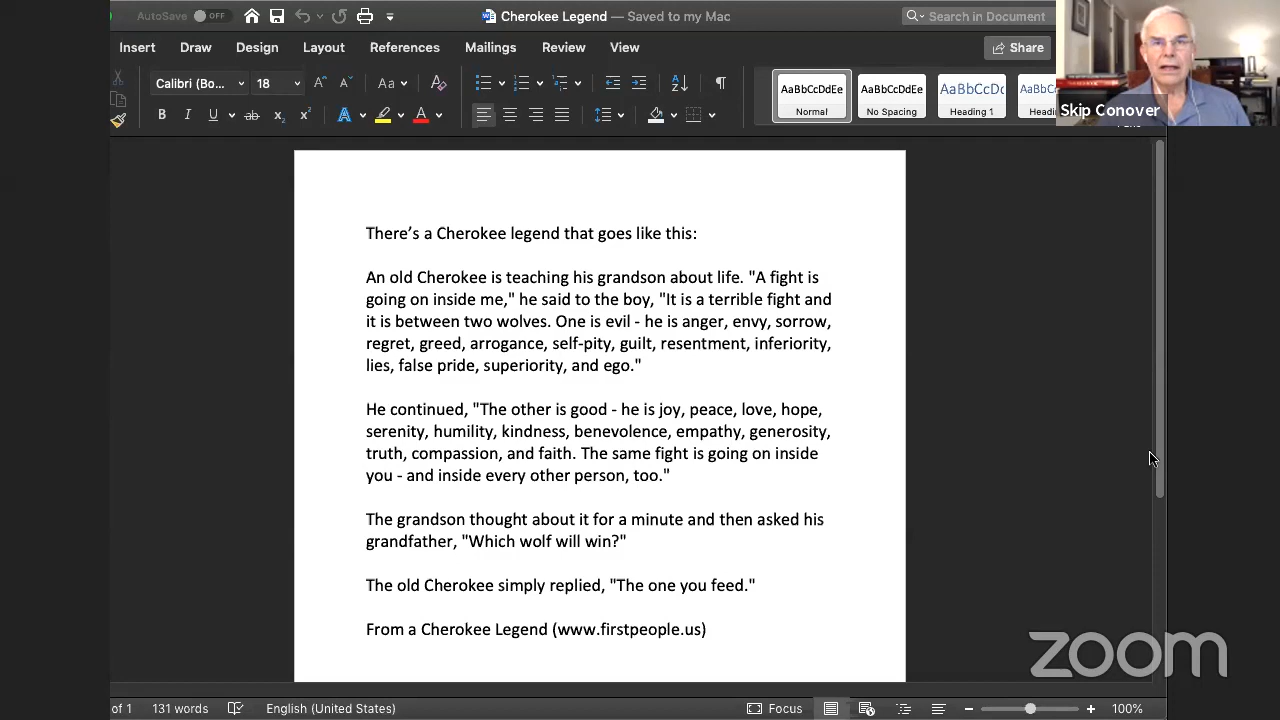 AutoSave OFF
Cherokee Legend — Saved to my Mac
Search in Document
Insert Draw Design Layout References Mailings Review View
Share
Calibri (Bo... 18
AaBbCcDdEe AaBbCcDdEe AaBbCcDc
Normal No Spacing Heading 1
Skip Conover
There's a Cherokee legend that goes like this:
An old Cherokee is teaching his grandson about life. "A fight is
going on inside me," he said to the boy, "It is a terrible fight and
it is between two wolves. One is evil - he is anger, envy, sorrow,
regret, greed, arrogance, self-pity, guilt, resentment, inferiority,
lies, false pride, superiority, and ego."
He continued, "The other is good - he is joy, peace, love, hope,
serenity, humility, kindness, benevolence, empathy, generosity,
truth, compassion, and faith. The same fight is going on inside
you - and inside every other person, too."
The grandson thought about it for a minute and then asked his
grandfather, "Which wolf will win?"
The old Cherokee simply replied, "The one you feed."
From a Cherokee Legend (www.firstpeople.us)
zoom
of 1 131 words English (United States) Focus 100%